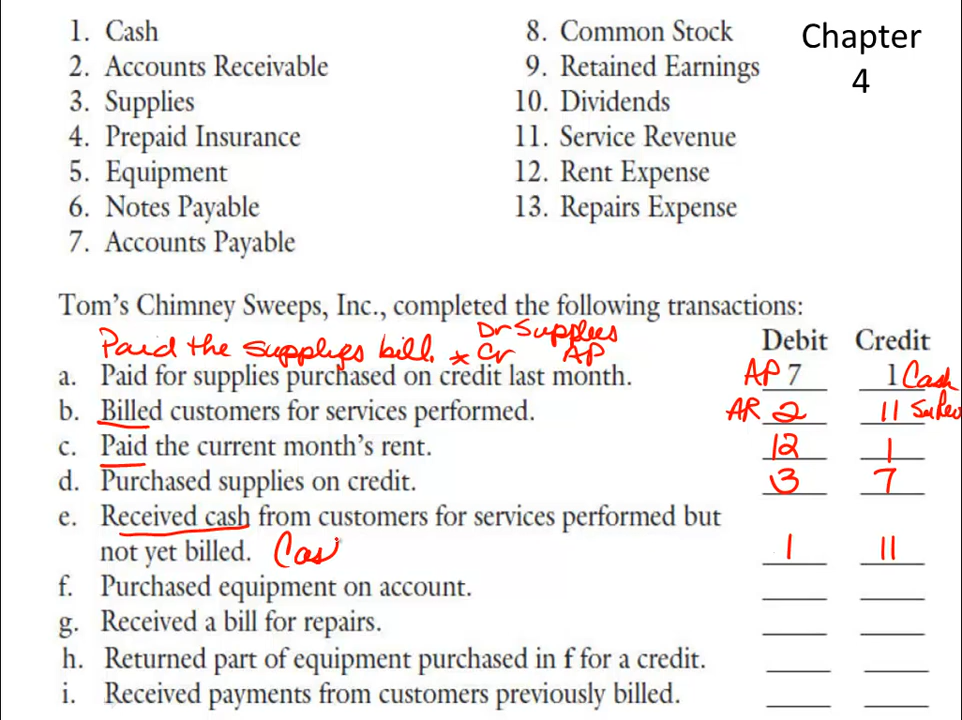 1. Cash
2. Accounts Receivable
3. Supplies
4. Prepaid Insurance
5. Equipment
6. Notes Payable
7. Accounts Payable
8. Common Stock
9. Retained Earnings
10. Dividends
11. Service Revenue
12. Rent Expense
13. Repairs Expense
Chapter
4
Tom's Chimney Sweeps, Inc., completed the following transactions:
Debit Credit
Dr Supplies
Paid the supplies bill. * Cr AP
a. Paid for supplies purchased on credit last month. AP 7 1 Cash
b. Billed customers for services performed. AR 2 11
c. Paid the current month's rent. 12 1
d. Purchased supplies on credit. 3 7
e. Received cash from customers for services performed but
not yet billed. (Cas 1 11
f. Purchased equipment on account.
g. Received a bill for repairs.
h. Returned part of equipment purchased in f for a credit.
i. Received payments from customers previously billed.